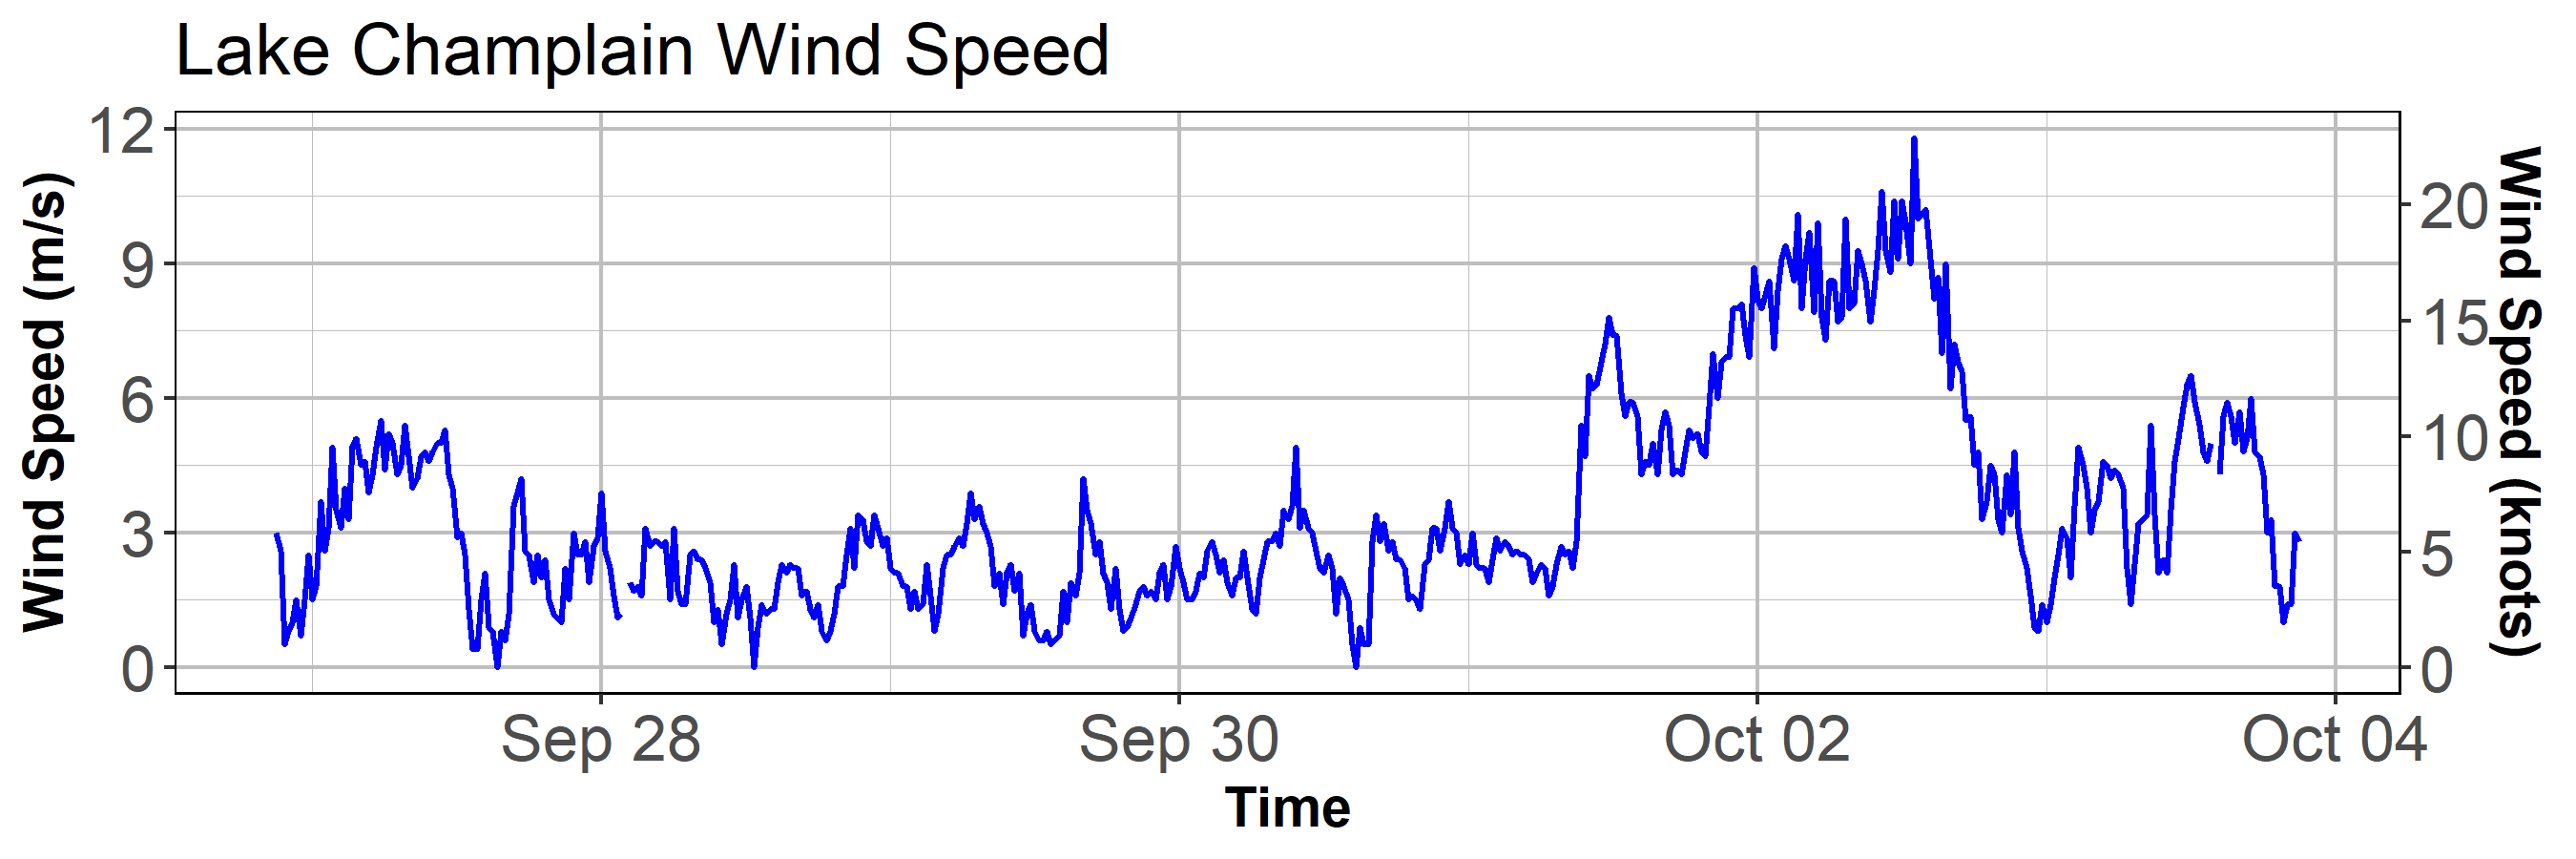 Lake Champlain Wind Speed
Wind Speed (m/s)
12
9
6
3
0
20
15
10
5
0
Wind Speed (knots)
Sep 28 Sep 30 Oct 02 Oct 04
Time